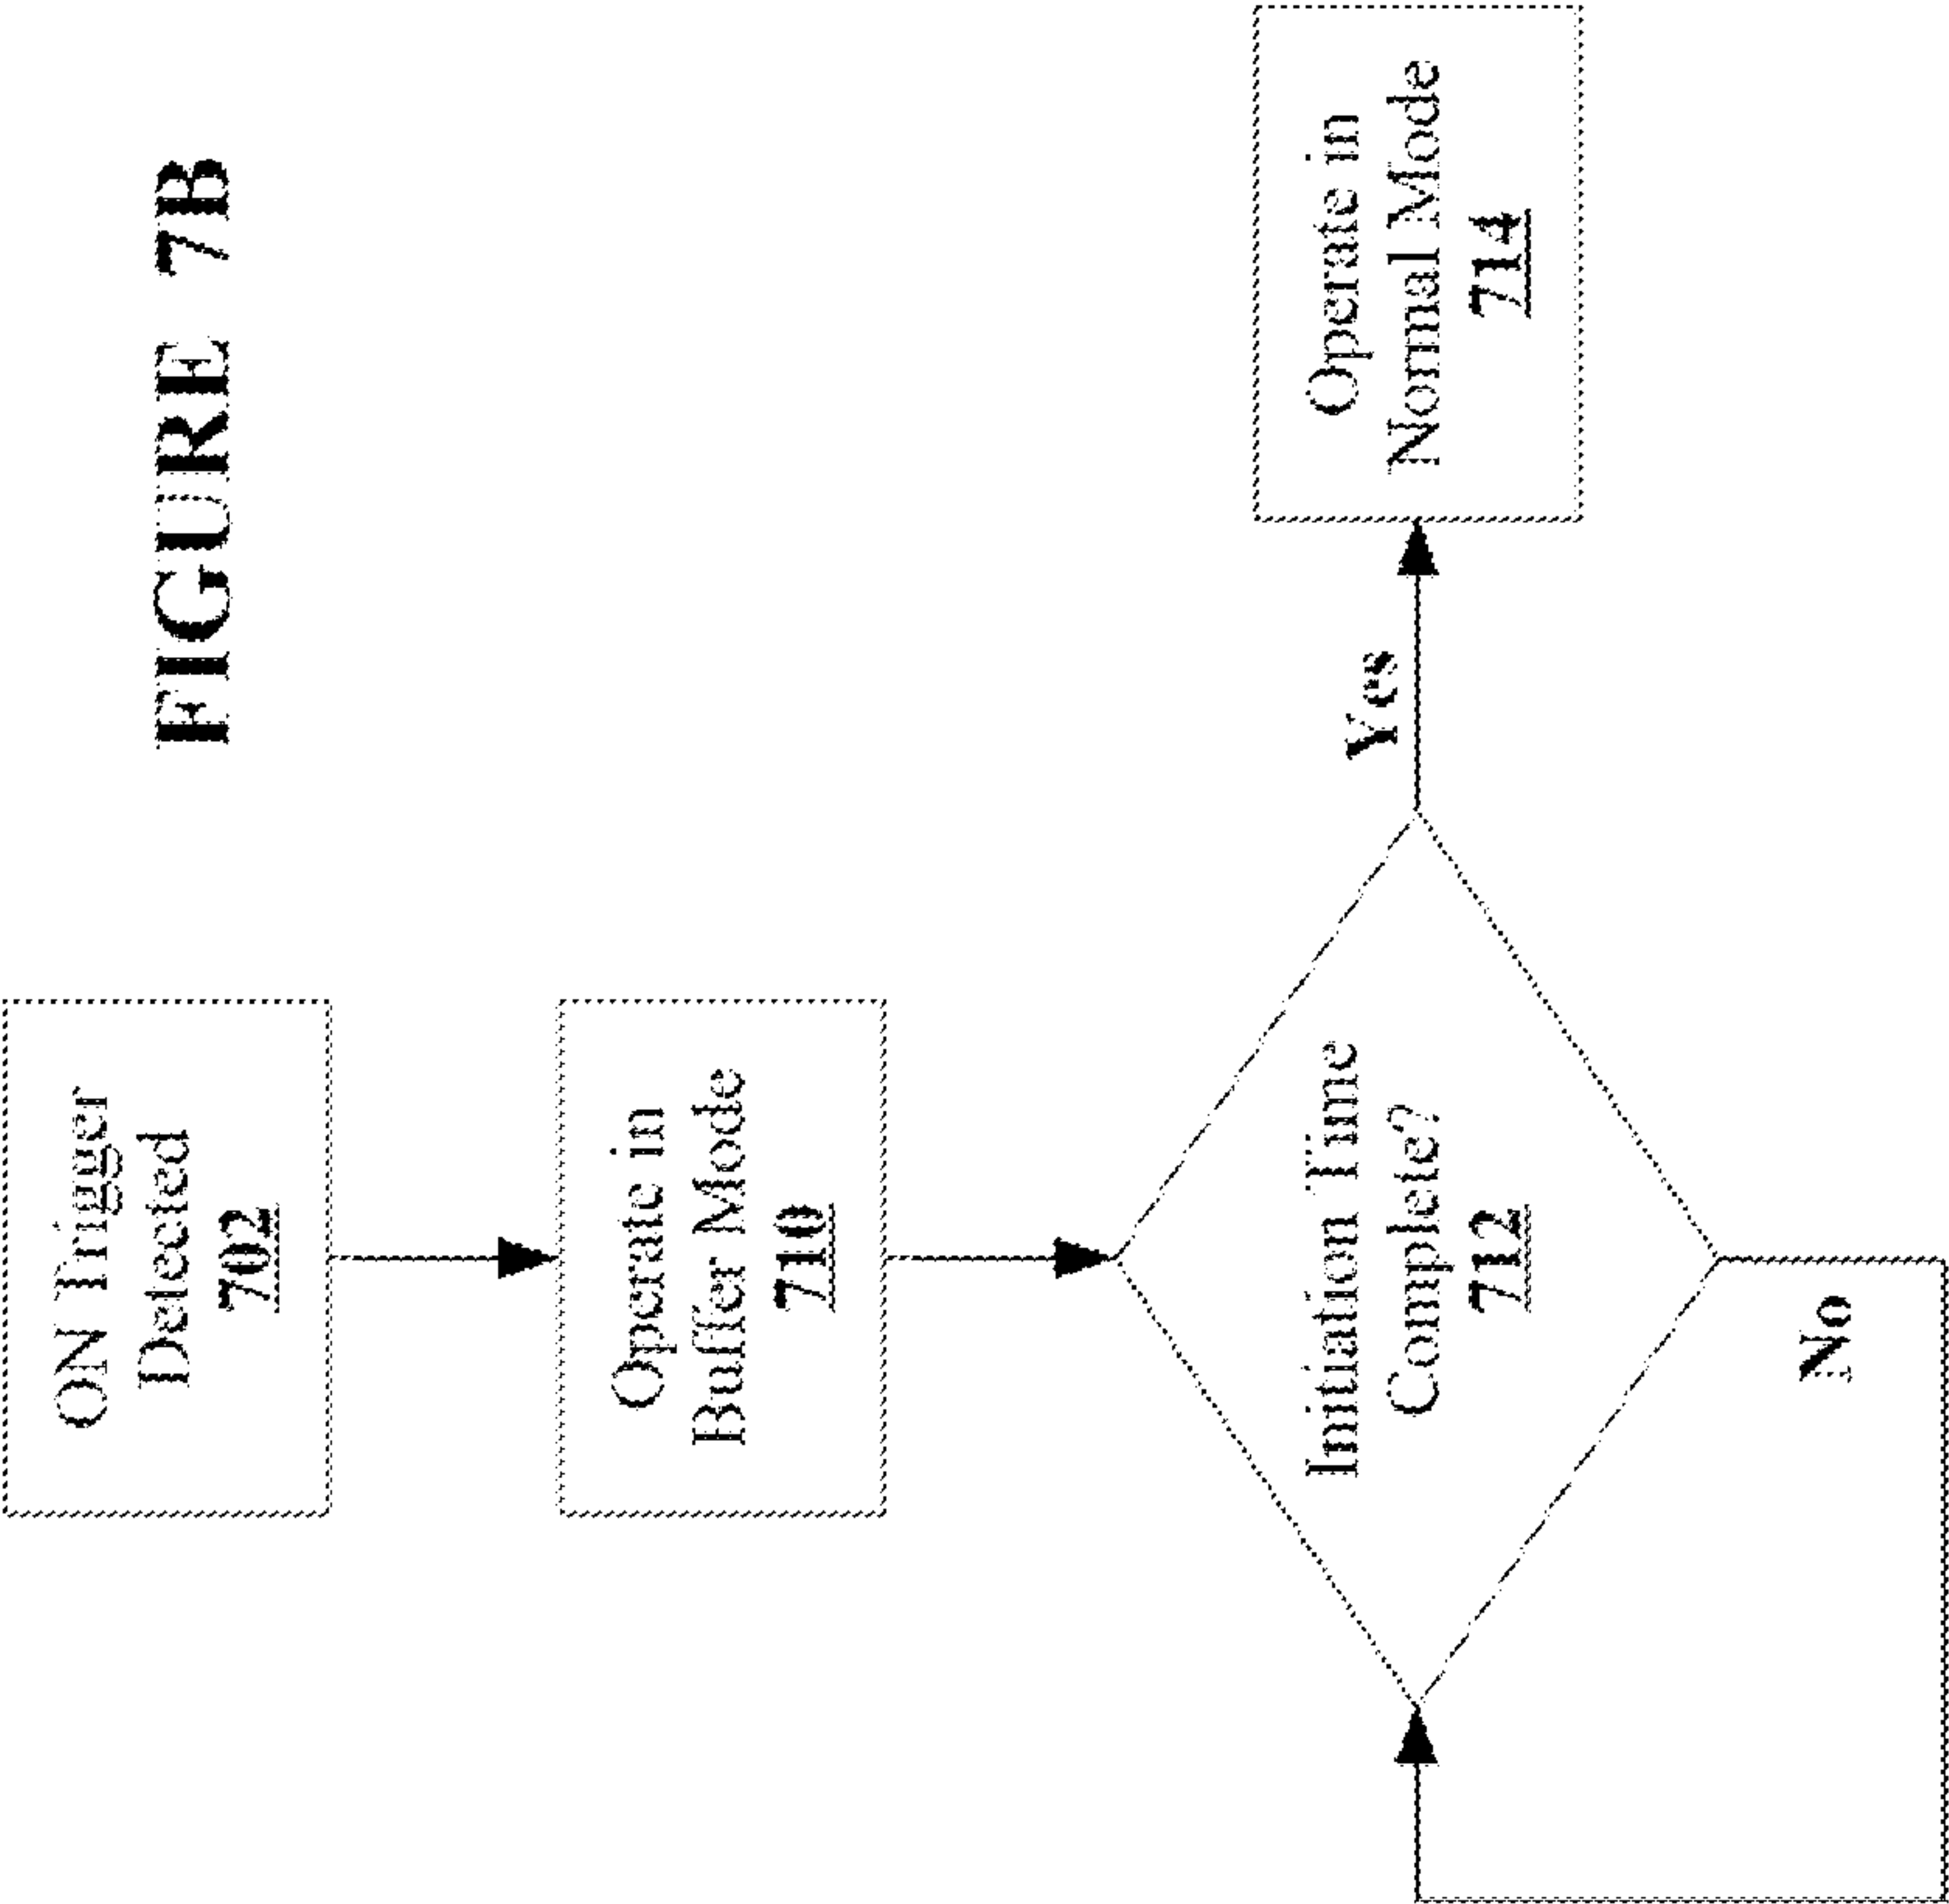 FIGURE 7B
ON Trigger
Detected
702
Operate in
Buffer Mode
710
Initiation Time
Complete?
712
Yes
No
Operate in
Normal Mode
714